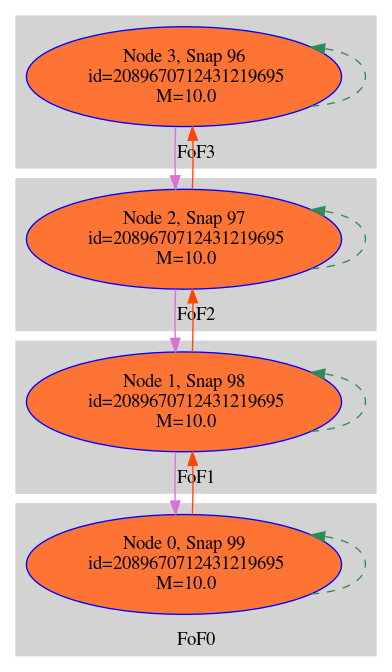 Node 3, Snap 96
id=2089670712431219695
M=10.0
FoF3
Node 2, Snap 97
id=2089670712431219695
M=10.0
FoF2
Node 1, Snap 98
id=2089670712431219695
M=10.0
FoF1
Node 0, Snap 99
id=2089670712431219695
M=10.0
FoF0